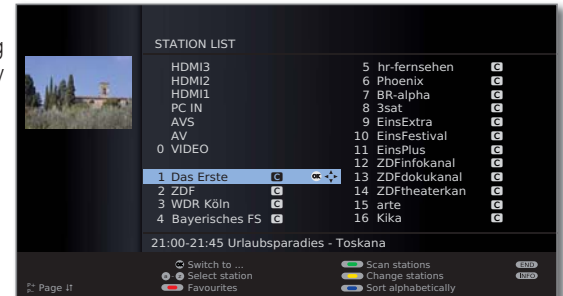 STATION LIST
HDMI3
HDMI2
HDMI1
PC IN
AVS
AV
0 VIDEO
1 Das Erste C OK
2 ZDF C
3 WDR Köln C
4 Bayerisches FS C
5 hr-fernsehen C
6 Phoenix C
7 BR-alpha C
8 3sat C
9 EinsExtra C
10 EinsFestival C
11 EinsPlus C
12 ZDFinfokanal C
13 ZDFdokukanal C
14 ZDFtheaterkan C
15 arte C
16 Kika C
21:00-21:45 Urlaubsparadies - Toskana
OK Switch to ...
Select station
Favourites
Scan stations
Change stations
Sort alphabetically
END
INFO
P+
P- Page